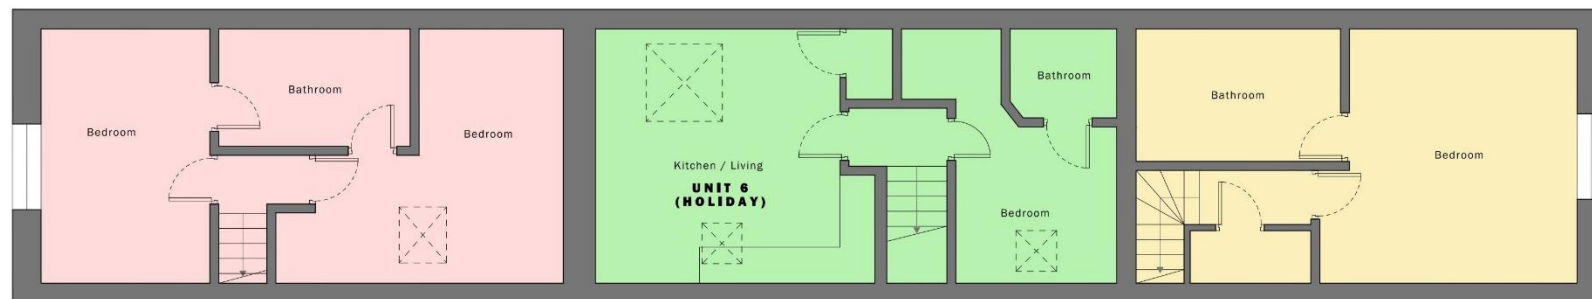 Bedroom
Bathroom
Bedroom
Kitchen / Living
UNIT 6
(HOLIDAY)
Bathroom
Bedroom
Bathroom
Bedroom